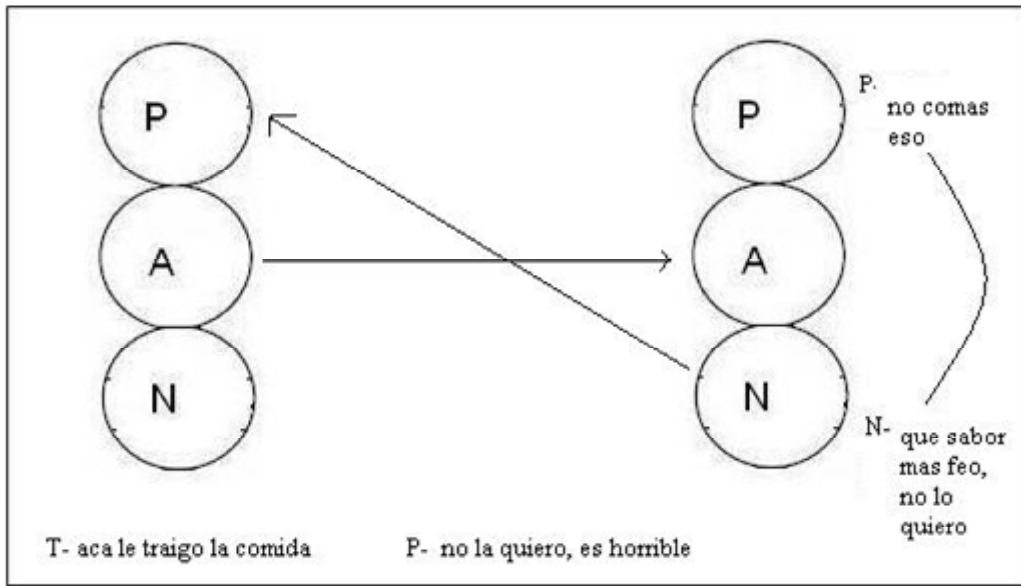 P
A
N
P
A
N
P-
no comas
eso
N-
que sabor
mas feo,
no lo
quiero
T- aca le traigo la comida
P- no la quiero, es horrible